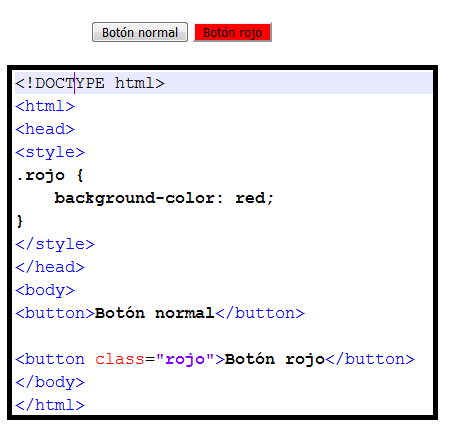 Botón normal Botón rojo
<!DOCTYPE html>
<html>
<head>
<style>
.rojo {
    background-color: red;
}
</style>
</head>
<body>
<button>Botón normal</button>

<button class="rojo">Botón rojo</button>
</body>
</html>